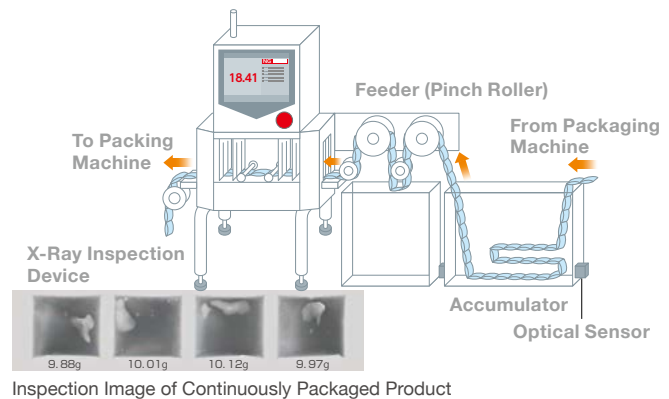 NG
18.41
Feeder (Pinch Roller)
To Packing
Machine
From Packaging
Machine
X-Ray Inspection
Device
Accumulator
Optical Sensor
9.88g
10.01g
10.12g
9.97g
Inspection Image of Continuously Packaged Product